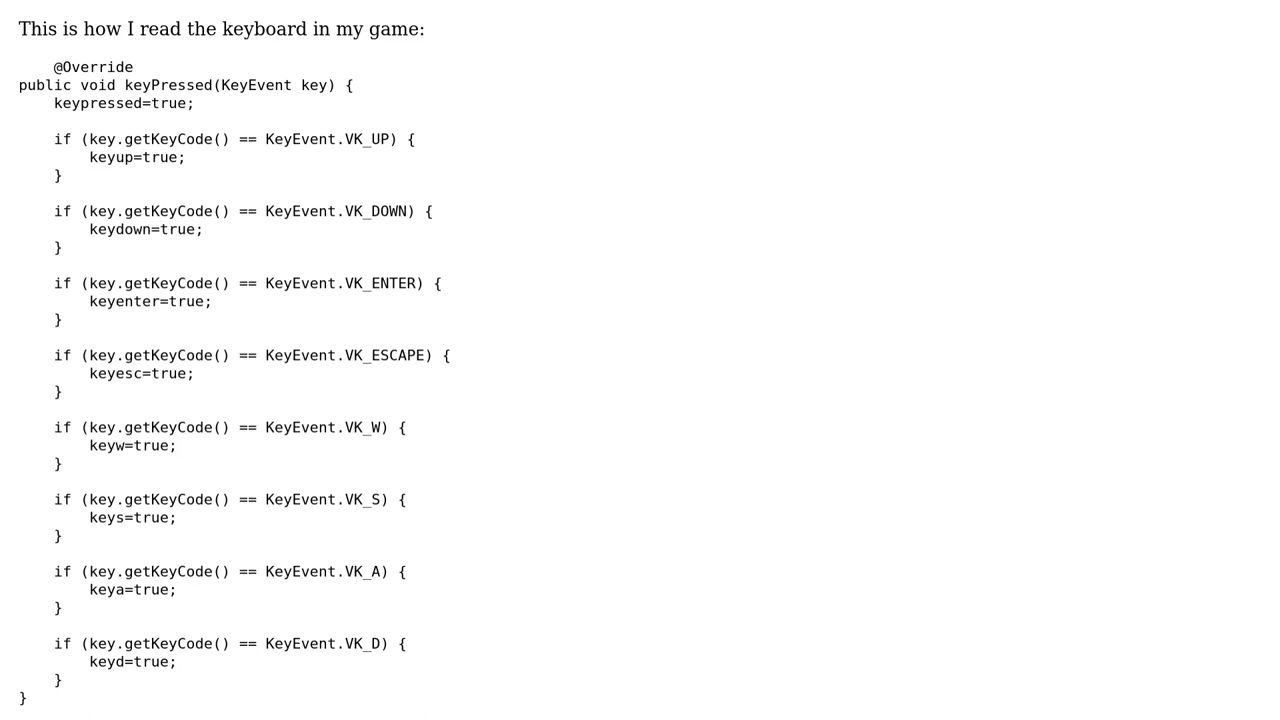 This is how I read the keyboard in my game:
    @Override
public void keyPressed(KeyEvent key) {
    keypressed=true;

    if (key.getKeyCode() == KeyEvent.VK_UP) {
        keyup=true;
    }

    if (key.getKeyCode() == KeyEvent.VK_DOWN) {
        keydown=true;
    }

    if (key.getKeyCode() == KeyEvent.VK_ENTER) {
        keyenter=true;
    }

    if (key.getKeyCode() == KeyEvent.VK_ESCAPE) {
        keyesc=true;
    }

    if (key.getKeyCode() == KeyEvent.VK_W) {
        keyw=true;
    }

    if (key.getKeyCode() == KeyEvent.VK_S) {
        keys=true;
    }

    if (key.getKeyCode() == KeyEvent.VK_A) {
        keya=true;
    }

    if (key.getKeyCode() == KeyEvent.VK_D) {
        keyd=true;
    }
}